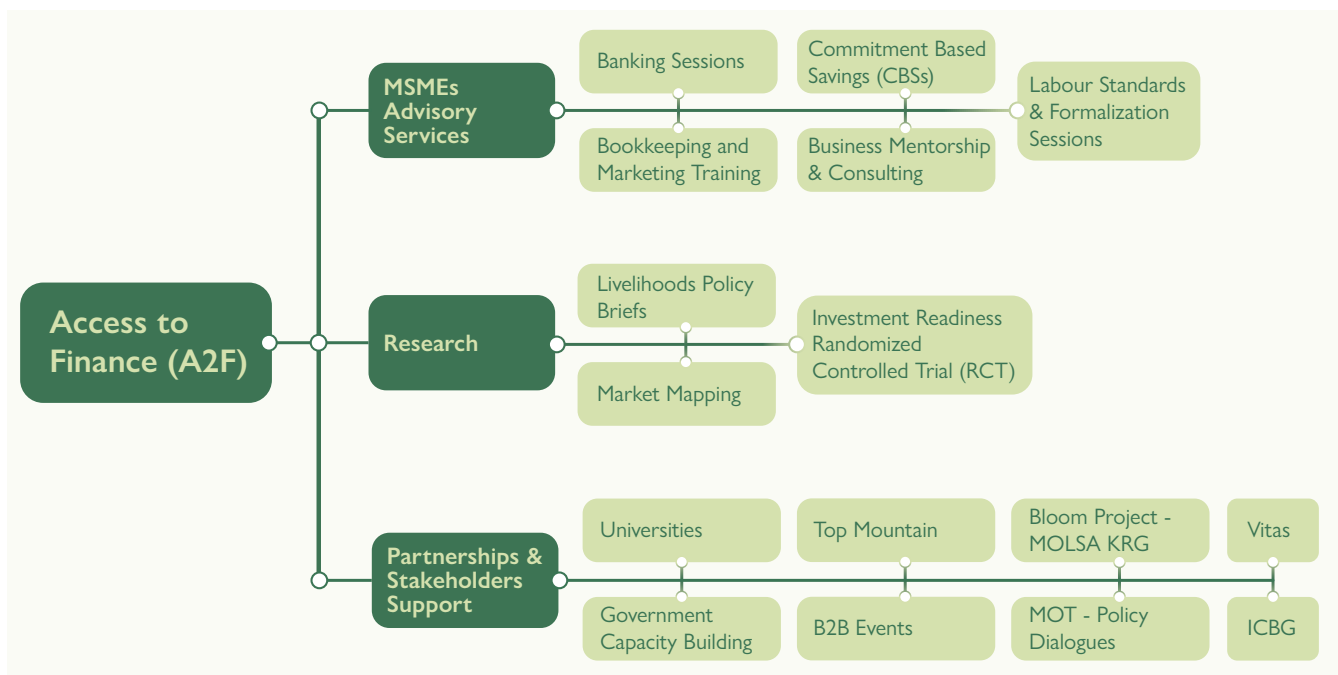 Access to
Finance (A2F)
MSMEs
Advisory
Services
Banking Sessions
Bookkeeping and
Marketing Training
Commitment Based
Savings (CBSs)
Business Mentorship
& Consulting
Labour Standards
& Formalization
Sessions
Research
Livelihoods Policy
Briefs
Market Mapping
Investment Readiness
Randomized
Controlled Trial (RCT)
Partnerships &
Stakeholders
Support
Universities
Government
Capacity Building
Top Mountain
B2B Events
Bloom Project -
MOLSA KRG
MOT - Policy
Dialogues
Vitas
ICBG